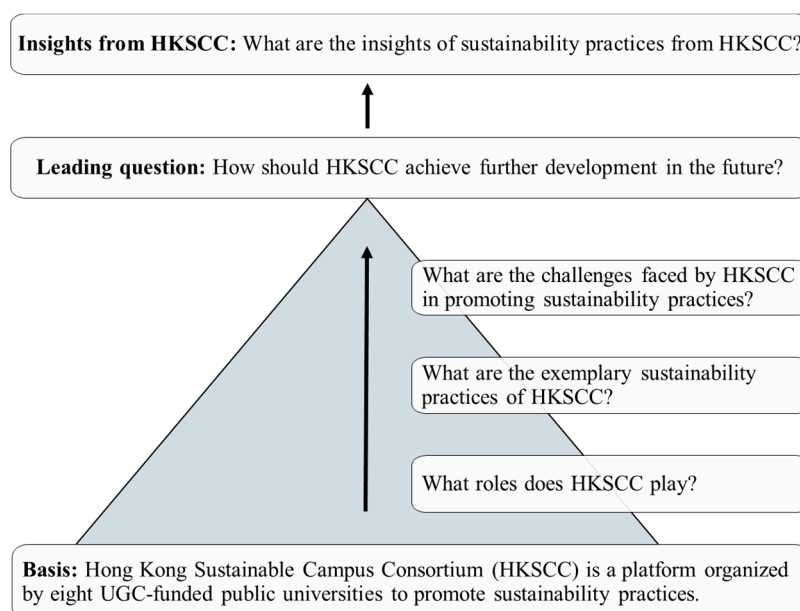 Insights from HKSCC: What are the insights of sustainability practices from HKSCC?
Leading question: How should HKSCC achieve further development in the future?
What are the challenges faced by HKSCC
in promoting sustainability practices?
What are the exemplary sustainability
practices of HKSCC?
What roles does HKSCC play?
Basis: Hong Kong Sustainable Campus Consortium (HKSCC) is a platform organized
by eight UGC-funded public universities to promote sustainability practices.